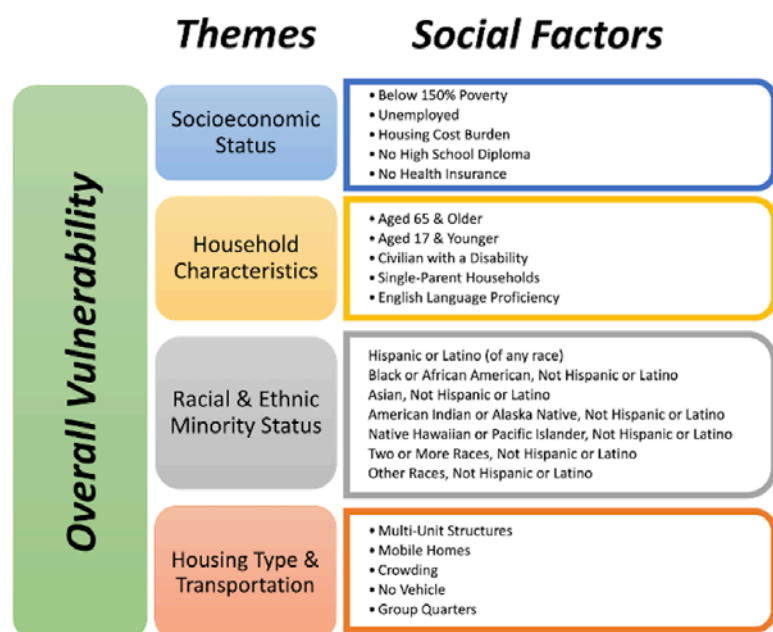 Themes
Social Factors
Overall Vulnerability
Socioeconomic
Status
• Below 150% Poverty
• Unemployed
• Housing Cost Burden
• No High School Diploma
• No Health Insurance
Household
Characteristics
• Aged 65 & Older
• Aged 17 & Younger
• Civilian with a Disability
• Single-Parent Households
• English Language Proficiency
Racial & Ethnic
Minority Status
Hispanic or Latino (of any race)
Black or African American, Not Hispanic or Latino
Asian, Not Hispanic or Latino
American Indian or Alaska Native, Not Hispanic or Latino
Native Hawaiian or Pacific Islander, Not Hispanic or Latino
Two or More Races, Not Hispanic or Latino
Other Races, Not Hispanic or Latino
Housing Type &
Transportation
• Multi-Unit Structures
• Mobile Homes
• Crowding
• No Vehicle
• Group Quarters